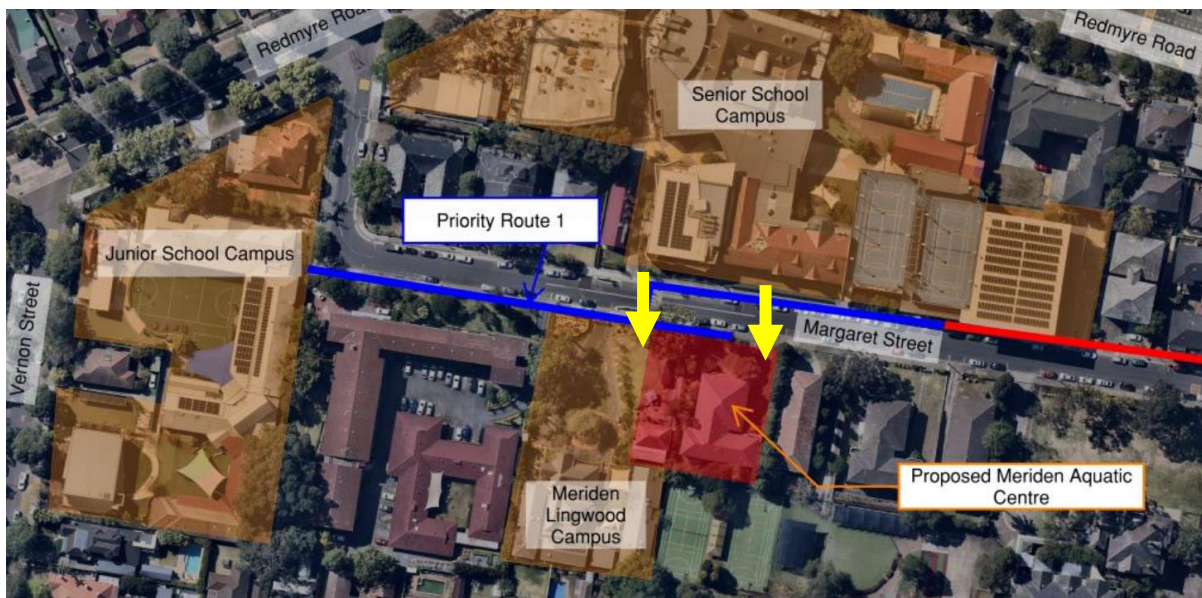 Redmyre Road
Redmyre Road
Senior School
Campus
Priority Route 1
Junior School Campus
Vernon Street
Margaret Street
Proposed Meriden Aquatic
Centre
Meriden
Lingwood
Campus